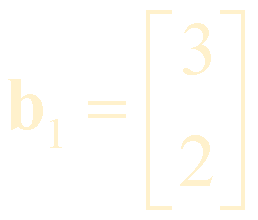 b₁ = [3
2]